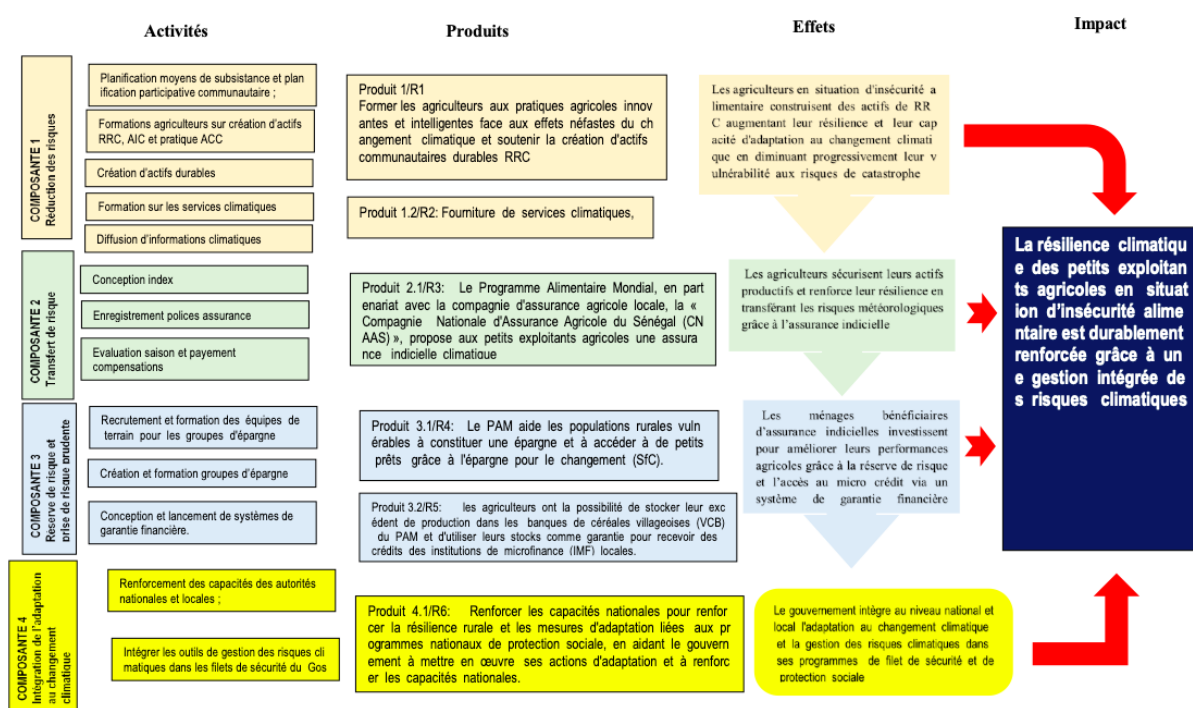 Activités
Produits
Effets
Impact
COMPOSANTE 1
Réduction des risques
Planification moyens de subsistance et plan
ification participative communautaire ;
Formations agriculteurs sur création d'actifs
RRC, AIC et pratique ACC
Création d'actifs durables
Formation sur les services climatiques
Diffusion d'informations climatiques
Produit 1/R1
Former les agriculteurs aux pratiques agricoles innov
antes et intelligentes face aux effets néfastes du ch
angement climatique et soutenir la création d'actifs
communautaires durables RRC
Produit 1.2/R2: Fourniture de services climatiques,
Les agriculteurs en situation d'insécurité a
limentaire construisent des actifs de RR
C augmentant leur résilience et leur cap
acité d'adaptation au changement climati
que en diminuant progressivement leur v
ulnérabilité aux risques de catastrophe
COMPOSANTE 2
Transfert de risque
Conception index
Enregistrement polices assurance
Evaluation saison et payement
compensations
Produit 2.1/R3: Le Programme Alimentaire Mondial, en part
enariat avec la compagnie d'assurance agricole locale, la «
Compagnie Nationale d'Assurance Agricole du Sénégal (CN
AAS) », propose aux petits exploitants agricoles une assura
nce indicielle climatique
Les agriculteurs sécurisent leurs actifs
productifs et renforce leur résilience en
transférant les risques météorologiques
grâce à l'assurance indicielle
La résilience climatiqu
e des petits exploitan
ts agricoles en situat
ion d'insécurité alime
ntaire est durablement
renforcée grâce à un
e gestion intégrée de
s risques climatiques
COMPOSANTE 3
Réserve de risque et
prise de risque prudente
Recrutement et formation des équipes de
terrain pour les groupes d'épargne
Création et formation groupes d'épargne
Conception et lancement de systèmes de
garantie financière.
Produit 3.1/R4: Le PAM aide les populations rurales vuln
érables à constituer une épargne et à accéder à de petits
prêts grâce à l'épargne pour le changement (SfC).
Produit 3.2/R5: les agriculteurs ont la possibilité de stocker leur exc
édent de production dans les banques de céréales villageoises (VCB)
du PAM et d'utiliser leurs stocks comme garantie pour recevoir des
crédits des institutions de microfinance (IMF) locales.
Les ménages bénéficiaires
d'assurance indicielles investissent
pour améliorer leurs performances
agricoles grâce à la réserve de risque
et l'accès au micro crédit via un
système de garantie financière
COMPOSANTE 4
Intégration de l'adaptation
au changement
climatique
Renforcement des capacités des autorités
nationales et locales ;
Intégrer les outils de gestion des risques cli
matiques dans les filets de sécurité du Gos
Produit 4.1/R6: Renforcer les capacités nationales pour renfor
cer la résilience rurale et les mesures d'adaptation liées aux pr
ogrammes nationaux de protection sociale, en aidant le gouvern
ement à mettre en œuvre ses actions d'adaptation et à renforc
er les capacités nationales.
Le gouvernement intègre au niveau national et
local l'adaptation au changement climatique
et la gestion des risques climatiques dans
ses programmes de filet de sécurité et de
protection sociale